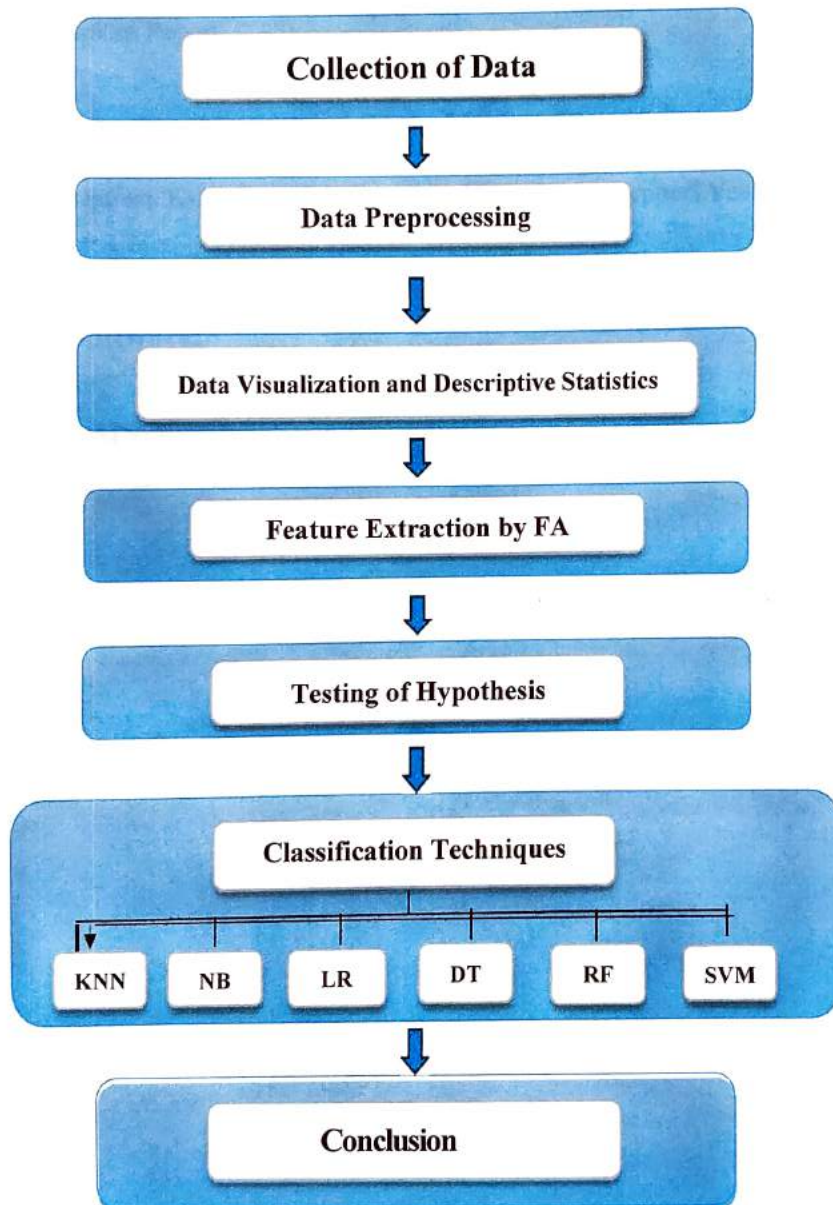 Collection of Data
Data Preprocessing
Data Visualization and Descriptive Statistics
Feature Extraction by FA
Testing of Hypothesis
Classification Techniques
KNN
NB
LR
DT
RF
SVM
Conclusion